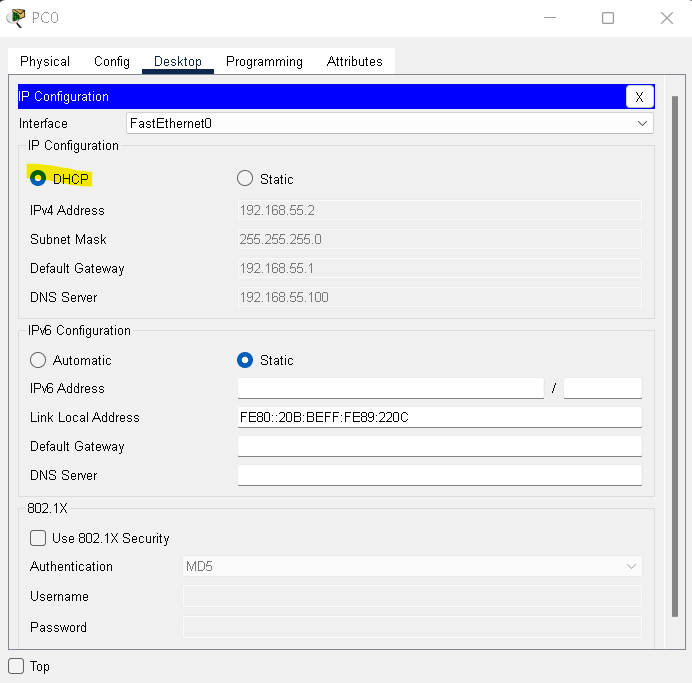 PC0
Physical Config Desktop Programming Attributes
IP Configuration X
Interface FastEthernet0
IP Configuration
DHCP Static
IPv4 Address 192.168.55.2
Subnet Mask 255.255.255.0
Default Gateway 192.168.55.1
DNS Server 192.168.55.100
IPv6 Configuration
Automatic Static
IPv6 Address /
Link Local Address FE80::20B:BEFF:FE89:220C
Default Gateway
DNS Server
802.1X
Use 802.1X Security
Authentication MD5
Username
Password
Top